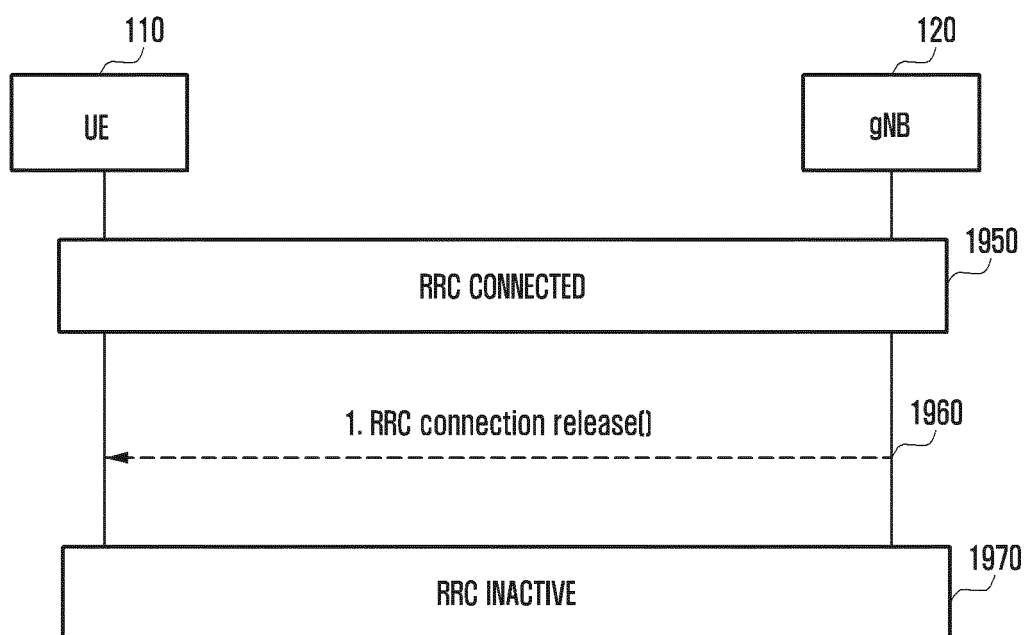 110
120
UE
gNB
1950
RRC CONNECTED
1960
1. RRC connection release()
1970
RRC INACTIVE